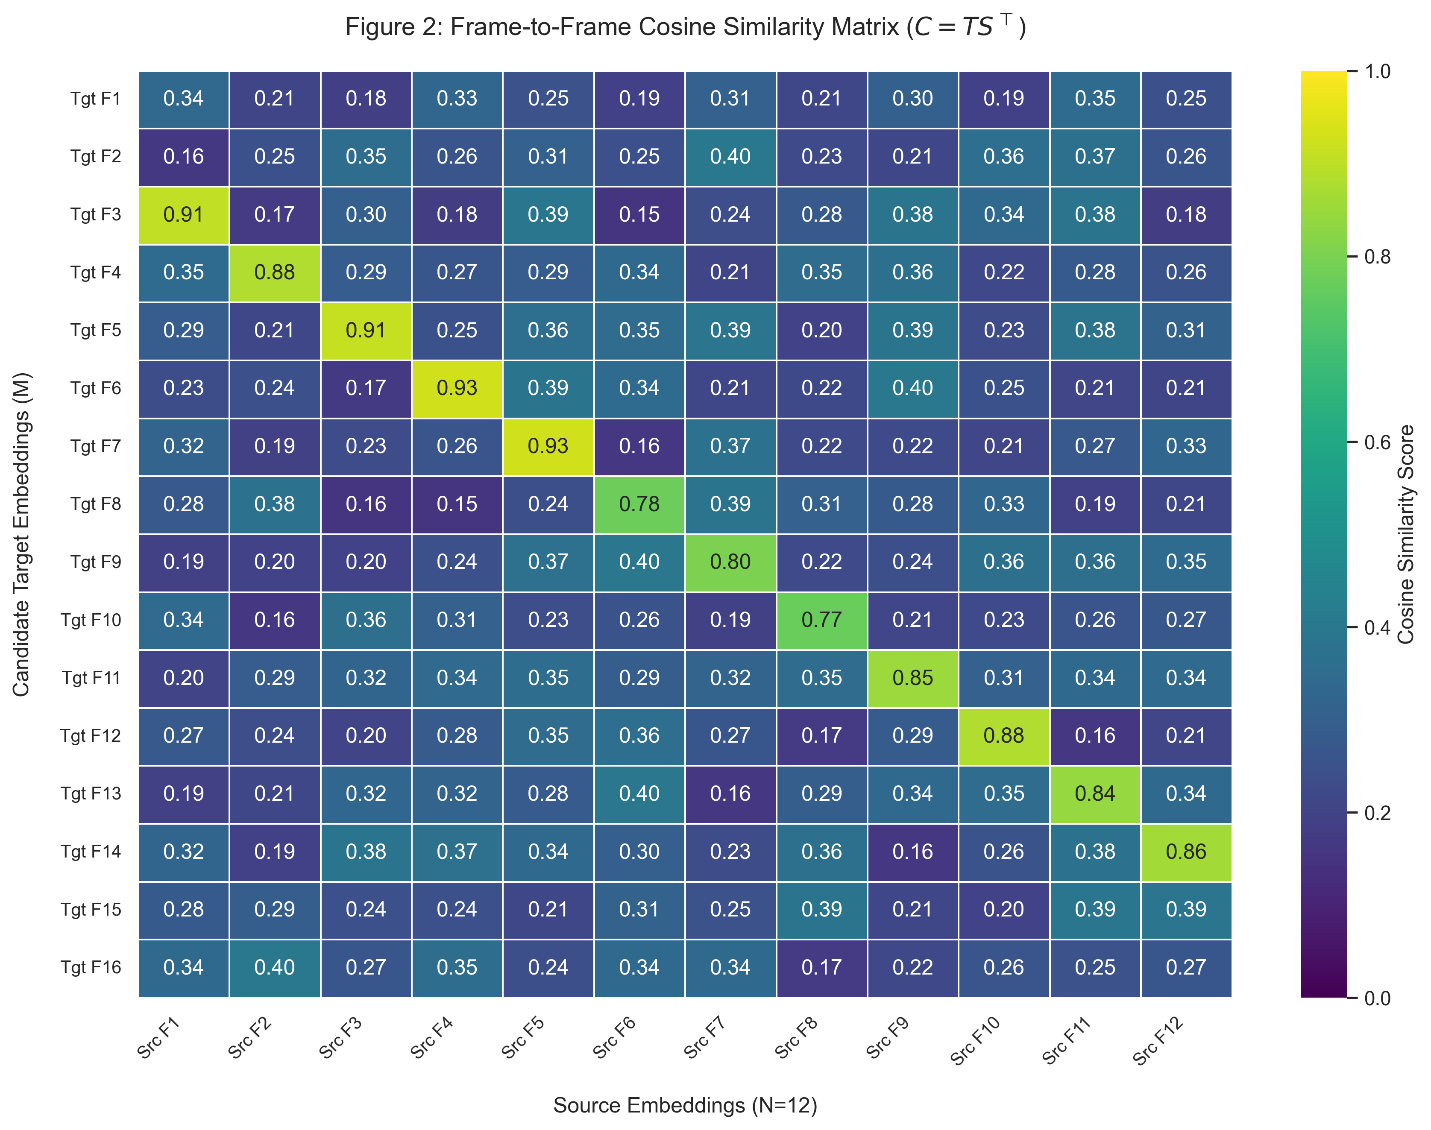 Figure 2: Frame-to-Frame Cosine Similarity Matrix (C = TS⊤)
Tgt F1 0.34 0.21 0.18 0.33 0.25 0.19 0.31 0.21 0.30 0.19 0.35 0.25
Tgt F2 0.16 0.25 0.35 0.26 0.31 0.25 0.40 0.23 0.21 0.36 0.37 0.26
Tgt F3 0.91 0.17 0.30 0.18 0.39 0.15 0.24 0.28 0.38 0.34 0.38 0.18
Tgt F4 0.35 0.88 0.29 0.27 0.29 0.34 0.21 0.35 0.36 0.22 0.28 0.26
Tgt F5 0.29 0.21 0.91 0.25 0.36 0.35 0.39 0.20 0.39 0.23 0.38 0.31
Tgt F6 0.23 0.24 0.17 0.93 0.39 0.34 0.21 0.22 0.40 0.25 0.21 0.21
Tgt F7 0.32 0.19 0.23 0.26 0.93 0.16 0.37 0.22 0.22 0.21 0.27 0.33
Tgt F8 0.28 0.38 0.16 0.15 0.24 0.78 0.39 0.31 0.28 0.33 0.19 0.21
Tgt F9 0.19 0.20 0.20 0.24 0.37 0.40 0.80 0.22 0.24 0.36 0.36 0.35
Tgt F10 0.34 0.16 0.36 0.31 0.23 0.26 0.19 0.77 0.21 0.23 0.26 0.27
Tgt F11 0.20 0.29 0.32 0.34 0.35 0.29 0.32 0.35 0.85 0.31 0.34 0.34
Tgt F12 0.27 0.24 0.20 0.28 0.35 0.36 0.27 0.17 0.29 0.88 0.16 0.21
Tgt F13 0.19 0.21 0.32 0.32 0.28 0.40 0.16 0.29 0.34 0.35 0.84 0.34
Tgt F14 0.32 0.19 0.38 0.37 0.34 0.30 0.23 0.36 0.16 0.26 0.38 0.86
Tgt F15 0.28 0.29 0.24 0.24 0.21 0.31 0.25 0.39 0.21 0.20 0.39 0.39
Tgt F16 0.34 0.40 0.27 0.35 0.24 0.34 0.34 0.17 0.22 0.26 0.25 0.27
Src F1 Src F2 Src F3 Src F4 Src F5 Src F6 Src F7 Src F8 Src F9 Src F10 Src F11 Src F12
Source Embeddings (N=12)
Candidate Target Embeddings (M)
1.0
0.8
0.6
0.4
0.2
0.0
Cosine Similarity Score